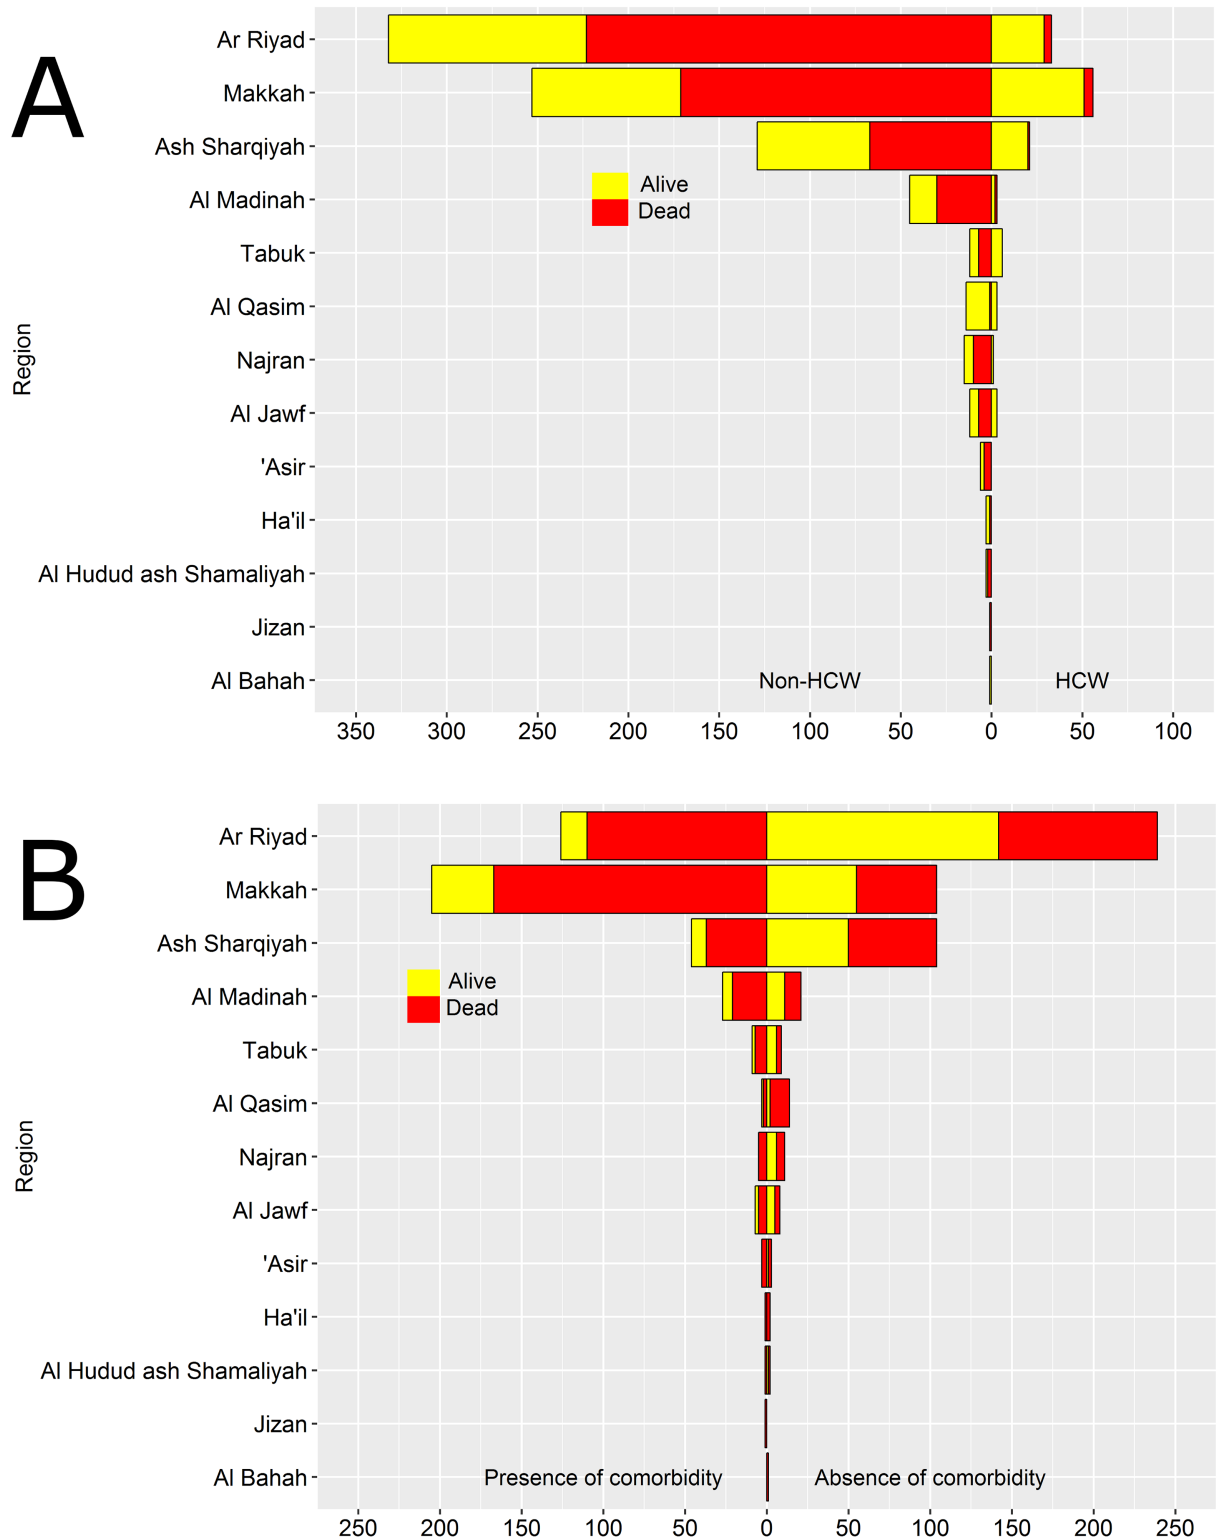 A
Ar Riyad
Makkah
Ash Sharqiyah
Al Madinah
Tabuk
Al Qasim
Najran
Al Jawf
'Asir
Ha'il
Al Hudud ash Shamaliyah
Jizan
Al Bahah
Region
Alive
Dead
Non-HCW HCW
350 300 250 200 150 100 50 0 50 100
B
Ar Riyad
Makkah
Ash Sharqiyah
Al Madinah
Tabuk
Al Qasim
Najran
Al Jawf
'Asir
Ha'il
Al Hudud ash Shamaliyah
Jizan
Al Bahah
Region
Alive
Dead
Presence of comorbidity Absence of comorbidity
250 200 150 100 50 0 50 100 150 200 250